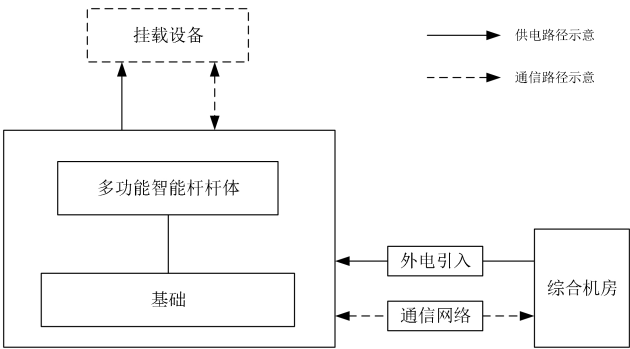 挂载设备
供电路径示意
通信路径示意
多功能智能杆杆体
基础
外电引入
通信网络
综合机房